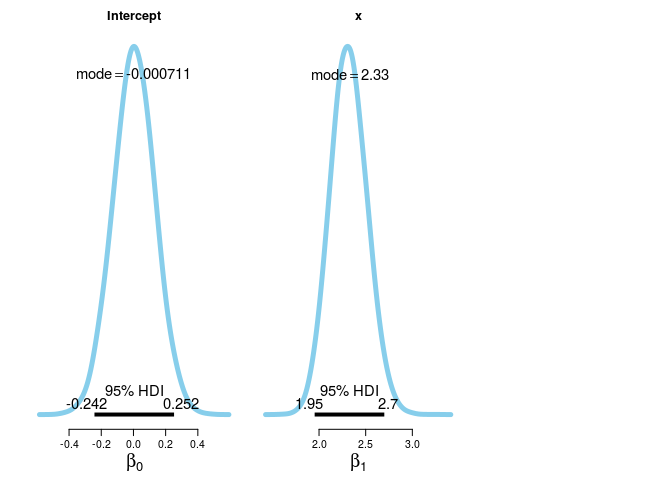 Intercept
mode=-0.000711
95% HDI
-0.242 0.252
-0.4 -0.2 0.0 0.2 0.4
β0
x
mode=2.33
95% HDI
1.95 2.7
2.0 2.5 3.0
β1